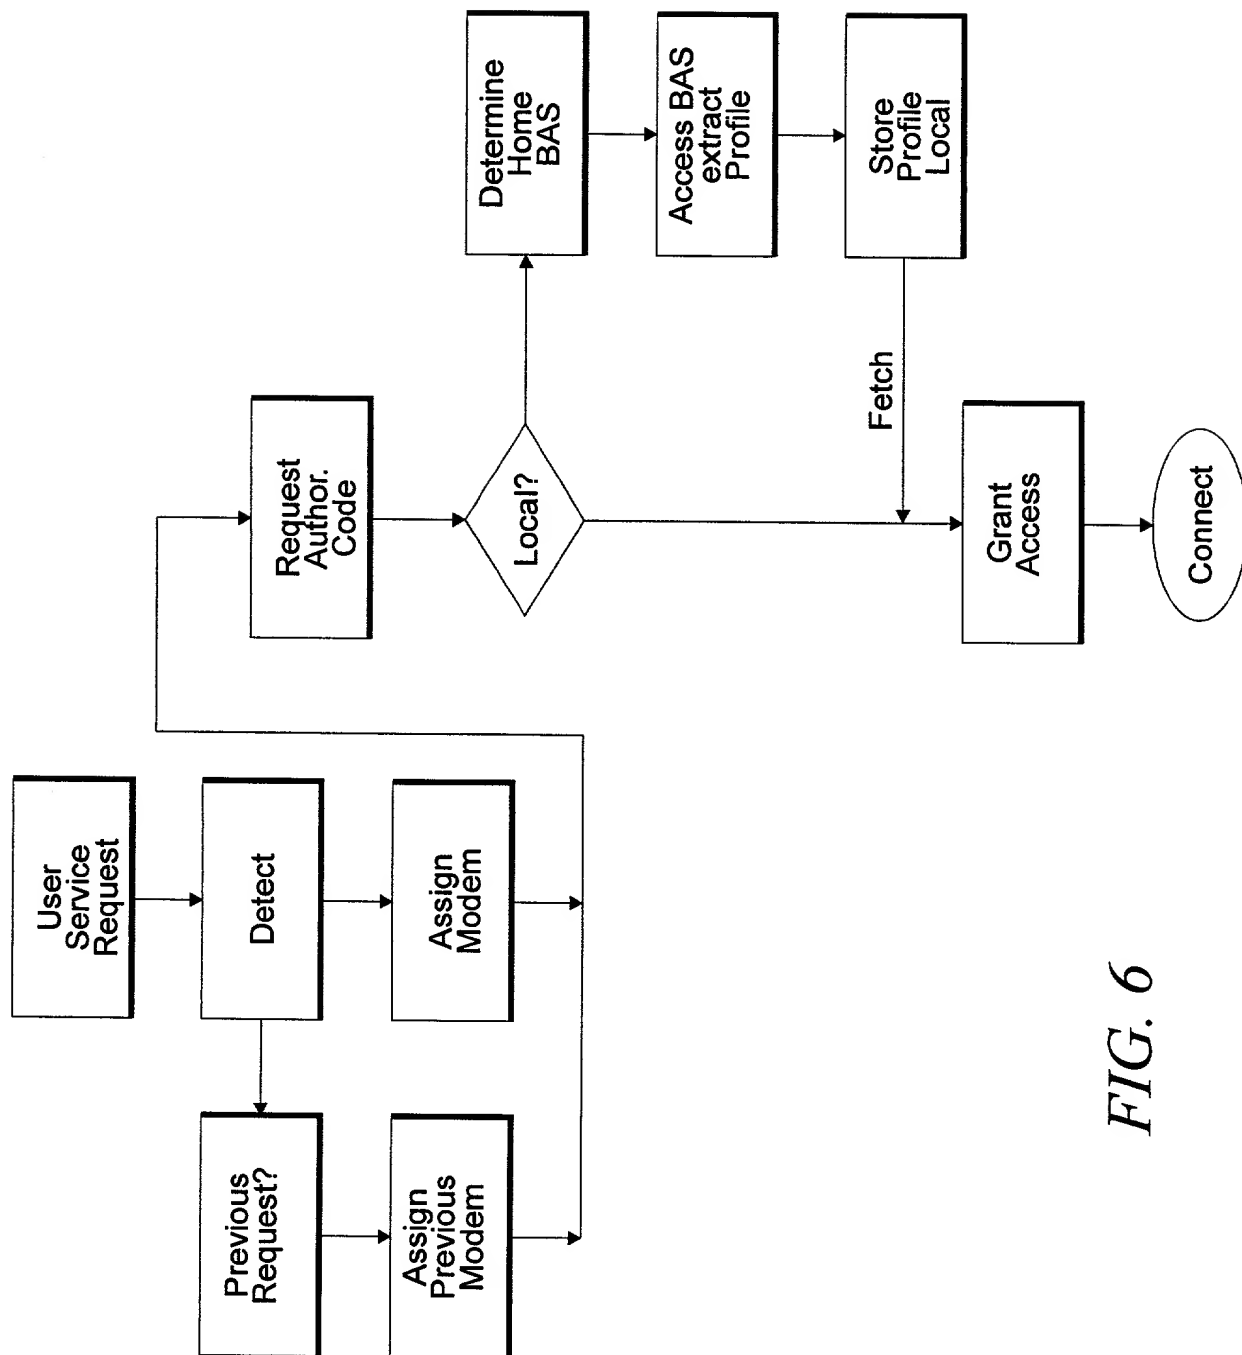 User
Service
Request
Detect
Previous
Request?
Assign
Modem
Assign
Previous
Modem
Request
Author.
Code
Local?
Determine
Home
BAS
Access BAS
extract
Profile
Store
Profile
Local
Fetch
Grant
Access
Connect
FIG. 6